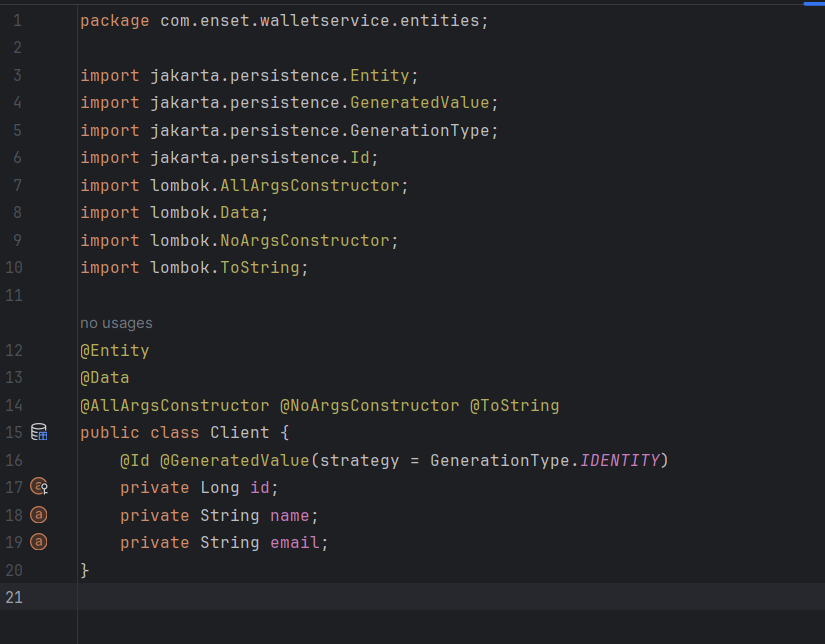 1 package com.enset.walletservice.entities;
2
3 import jakarta.persistence.Entity;
4 import jakarta.persistence.GeneratedValue;
5 import jakarta.persistence.GenerationType;
6 import jakarta.persistence.Id;
7 import lombok.AllArgsConstructor;
8 import lombok.Data;
9 import lombok.NoArgsConstructor;
10 import lombok.ToString;
11
no usages
12 @Entity
13 @Data
14 @AllArgsConstructor @NoArgsConstructor @ToString
15 public class Client {
16     @Id @GeneratedValue(strategy = GenerationType.IDENTITY)
17 a     private Long id;
18 a     private String name;
19 a     private String email;
20 }
21